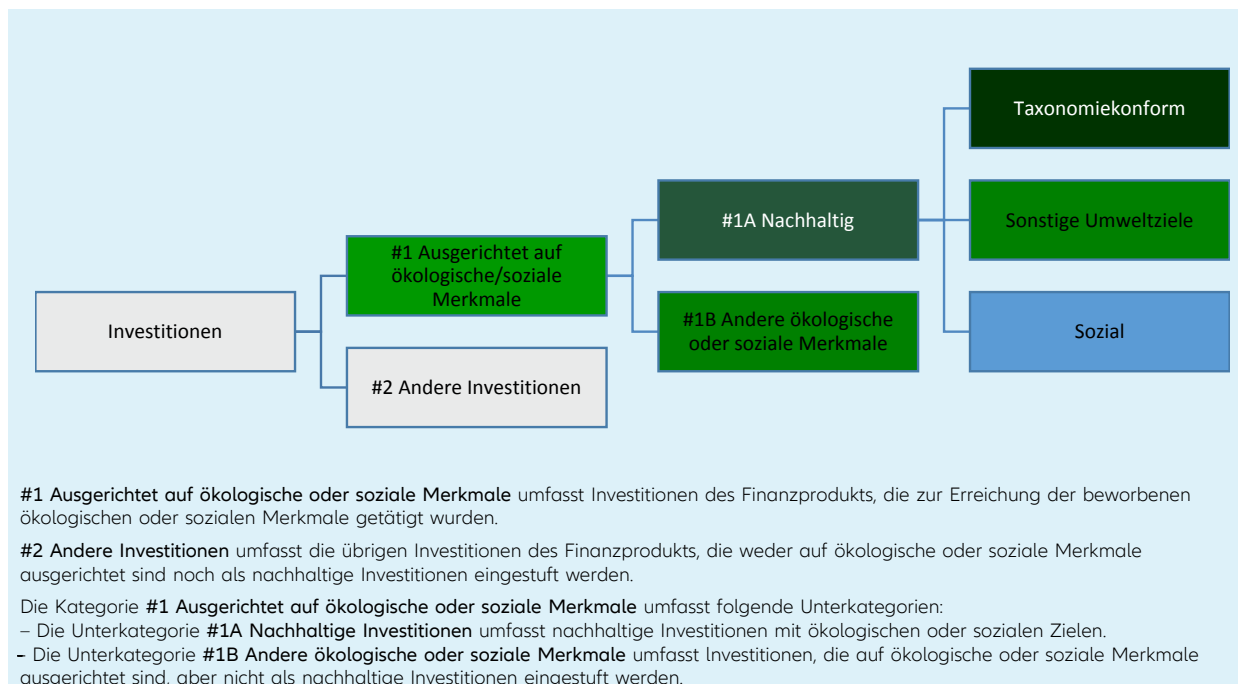 Taxonomiekonform
#1A Nachhaltig
Sonstige Umweltziele
#1 Ausgerichtet auf
ökologische/soziale
Merkmale
#1B Andere ökologische
oder soziale Merkmale
Investitionen
Sozial
#2 Andere Investitionen
#1 Ausgerichtet auf ökologische oder soziale Merkmale umfasst Investitionen des Finanzprodukts, die zur Erreichung der beworbenen
ökologischen oder sozialen Merkmale getätigt wurden.
#2 Andere Investitionen umfasst die übrigen Investitionen des Finanzprodukts, die weder auf ökologische oder soziale Merkmale
ausgerichtet sind noch als nachhaltige Investitionen eingestuft werden.
Die Kategorie #1 Ausgerichtet auf ökologische oder soziale Merkmale umfasst folgende Unterkategorien:
– Die Unterkategorie #1A Nachhaltige Investitionen umfasst nachhaltige Investitionen mit ökologischen oder sozialen Zielen.
- Die Unterkategorie #1B Andere ökologische oder soziale Merkmale umfasst Investitionen, die auf ökologische oder soziale Merkmale
ausgerichtet sind, aber nicht als nachhaltige Investitionen eingestuft werden.